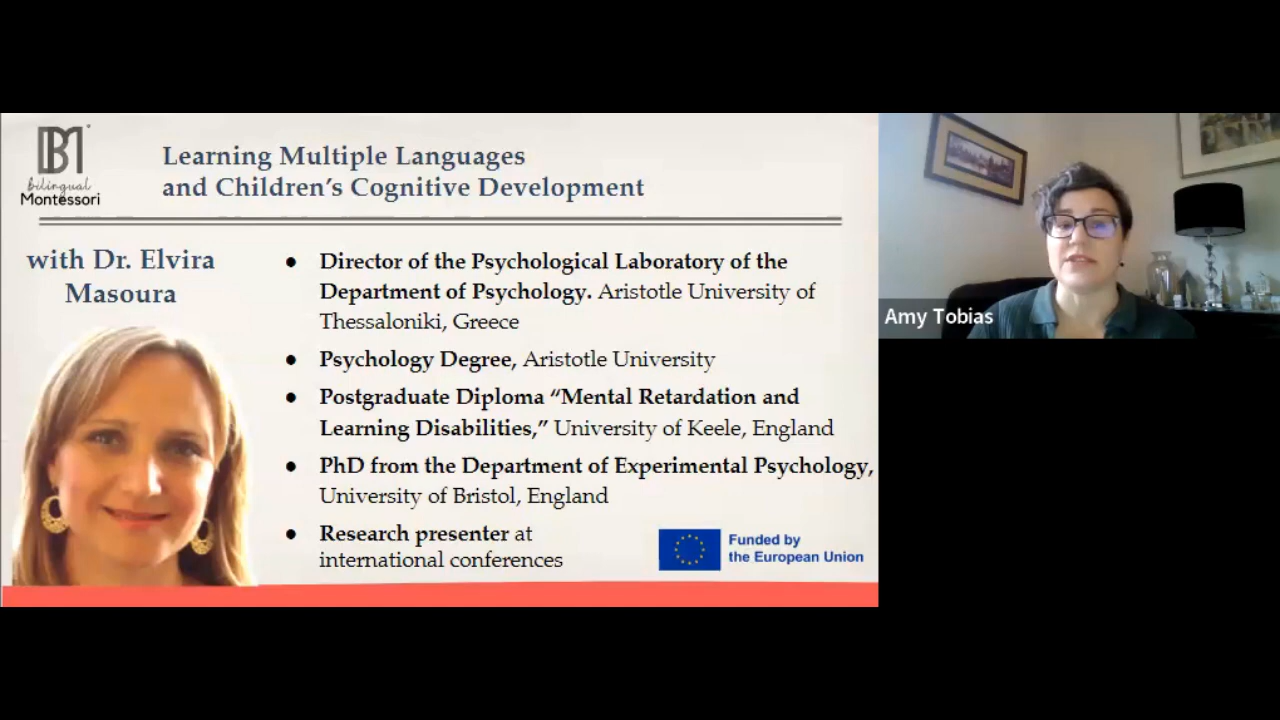 BM
bilingual
Montessori
Learning Multiple Languages
and Children's Cognitive Development
with Dr. Elvira
Masoura
● Director of the Psychological Laboratory of the
Department of Psychology. Aristotle University of
Thessaloniki, Greece
● Psychology Degree, Aristotle University
● Postgraduate Diploma “Mental Retardation and
Learning Disabilities,” University of Keele, England
● PhD from the Department of Experimental Psychology,
University of Bristol, England
● Research presenter at
international conferences
Funded by
the European Union
Amy Tobias